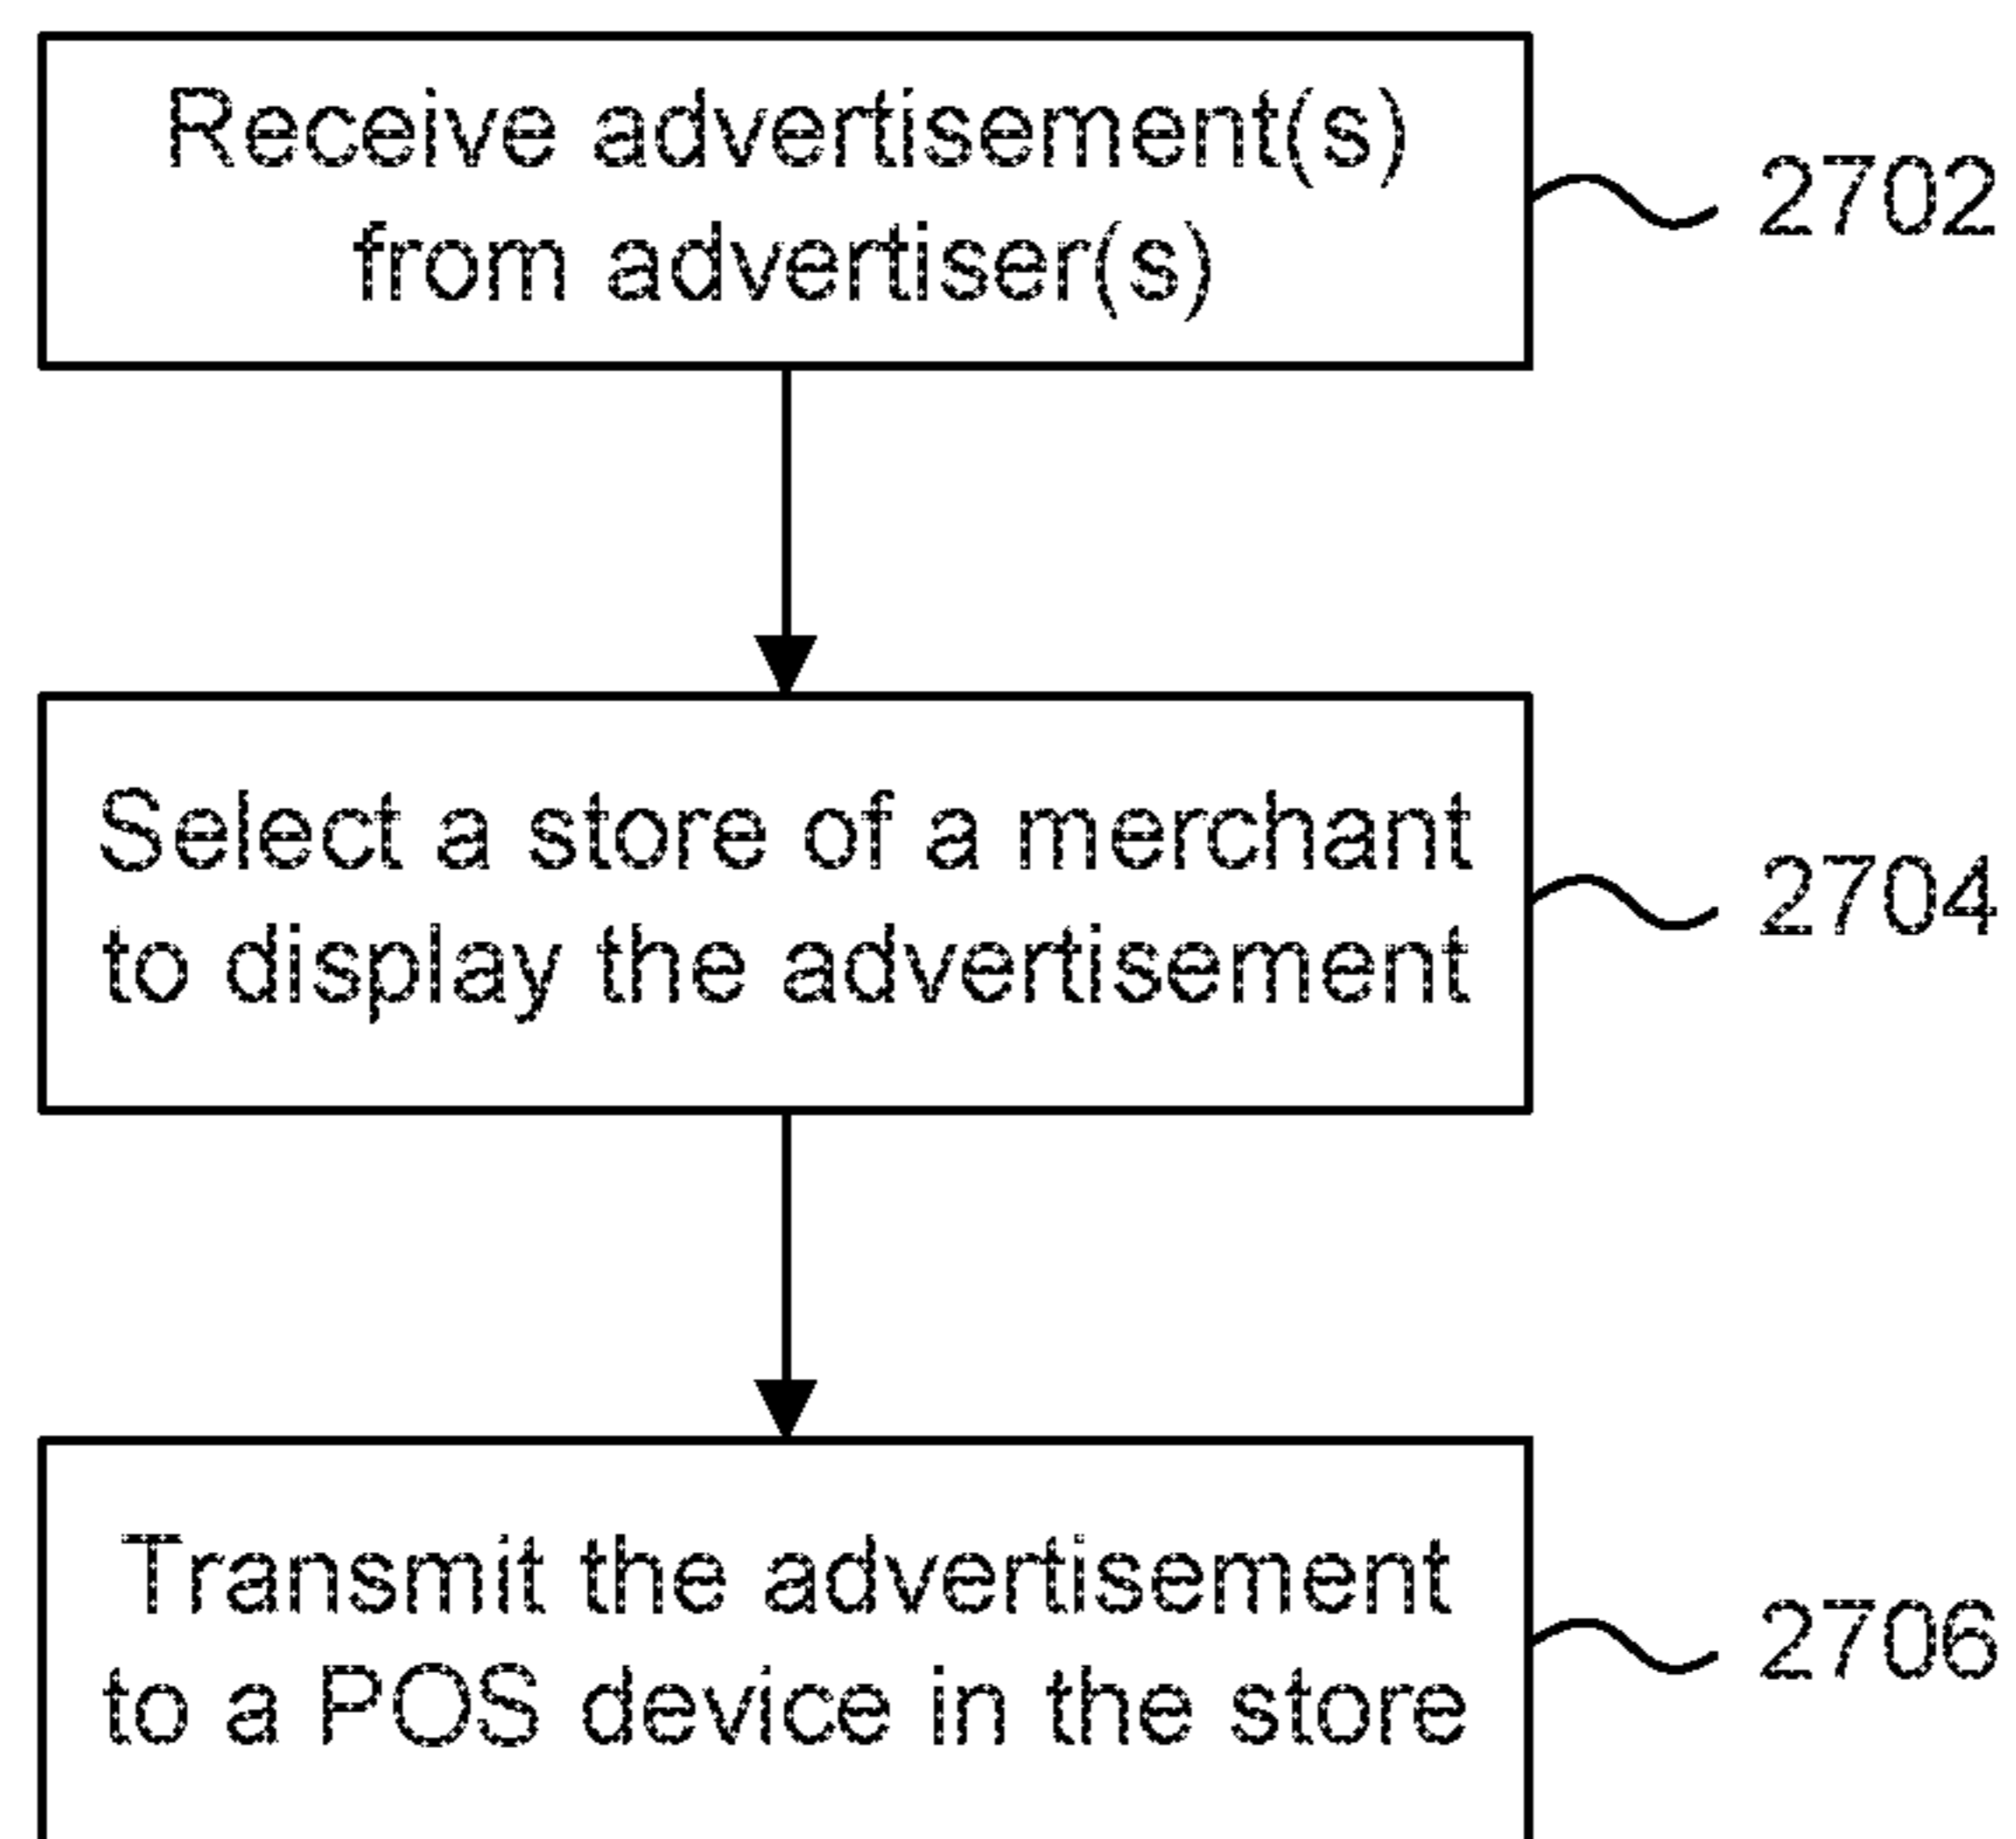 Receive advertisement(s)
from advertiser(s)
2702
Select a store of a merchant
to display the advertisement
2704
Transmit the advertisement
to a POS device in the store
2706